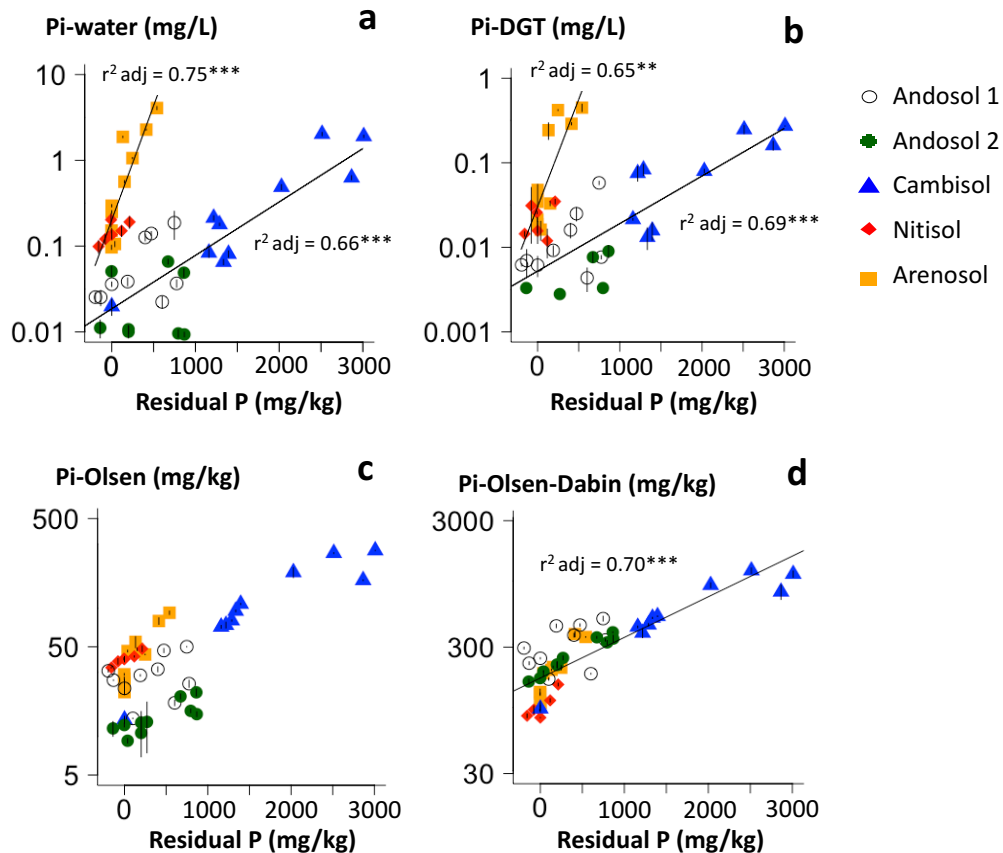 Pi-water (mg/L)
a
r² adj = 0.75***
10
1
0.1
0.01
r² adj = 0.66***
0 1000 2000 3000
Residual P (mg/kg)
Pi-DGT (mg/L)
b
r² adj = 0.65**
1
0.1
0.01
0.001
r² adj = 0.69***
0 1000 2000 3000
Residual P (mg/kg)
Andosol 1
Andosol 2
Cambisol
Nitisol
Arenosol
Pi-Olsen (mg/kg)
c
500
50
5
0 1000 2000 3000
Residual P (mg/kg)
Pi-Olsen-Dabin (mg/kg)
d
r² adj = 0.70***
3000
300
30
0 1000 2000 3000
Residual P (mg/kg)